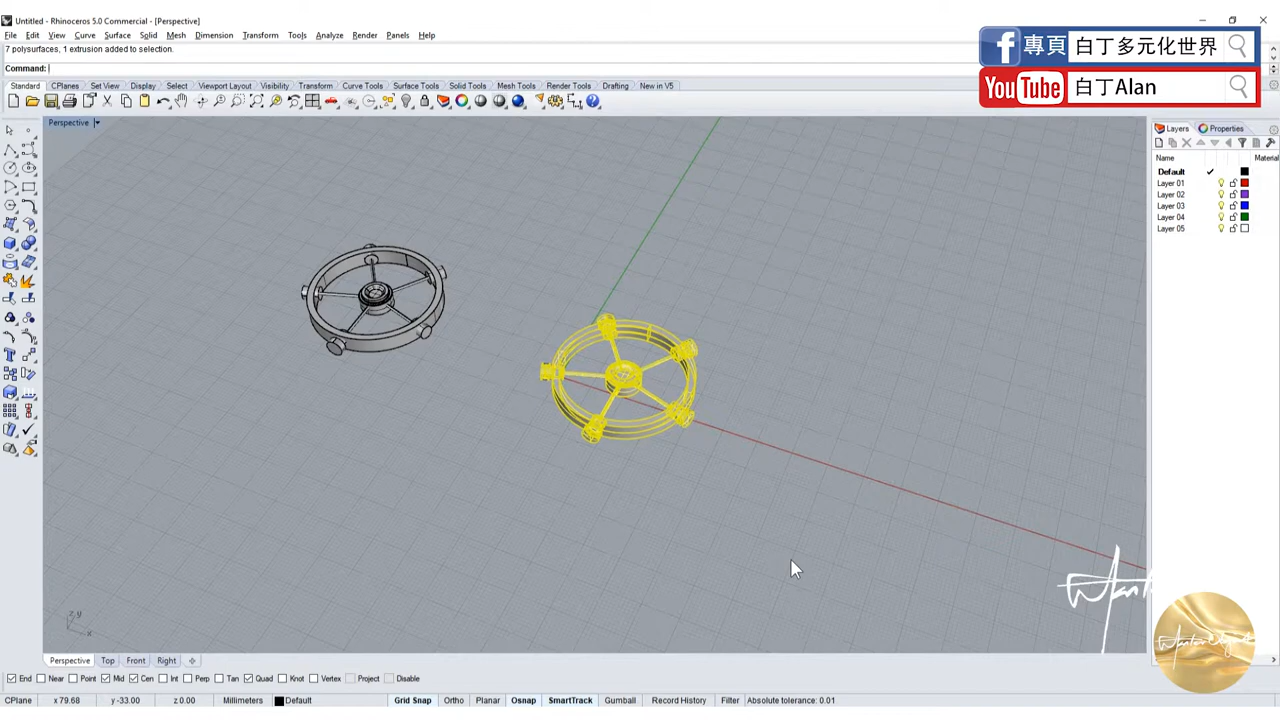 Untitled - Rhinoceros 5.0 Commercial - [Perspective]
File Edit View Curve Surface Solid Mesh Dimension Transform Tools Analyze Render Panels Help
7 polysurfaces, 1 extrusion added to selection.
Command:
專頁 白丁多元化世界
YouTube 白丁Alan
Standard CPlanes Set View Display Select Viewport Layout Visibility Transform Curve Tools Surface Tools Solid Tools Mesh Tools Render Tools Drafting New in V5
Perspective
Layers Properties
Name Material
Default
Layer 01
Layer 02
Layer 03
Layer 04
Layer 05
z y
x
Perspective Top Front Right
End Near Point Mid Cen Int Perp Tan Quad Knot Vertex Project Disable
CPlane x 79.68 y -33.00 z 0.00 Millimeters Default Grid Snap Ortho Planar Osnap SmartTrack Gumball Record History Filter Absolute tolerance: 0.01